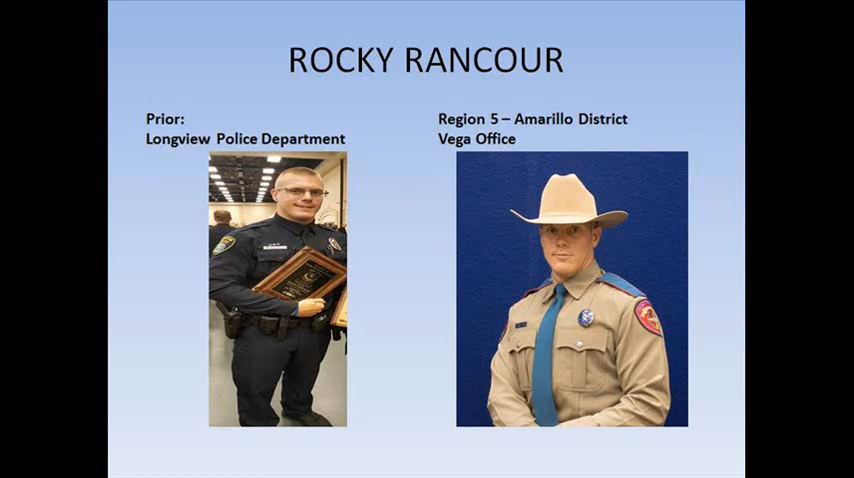 ROCKY RANCOUR
Prior:
Longview Police Department
Region 5 – Amarillo District
Vega Office